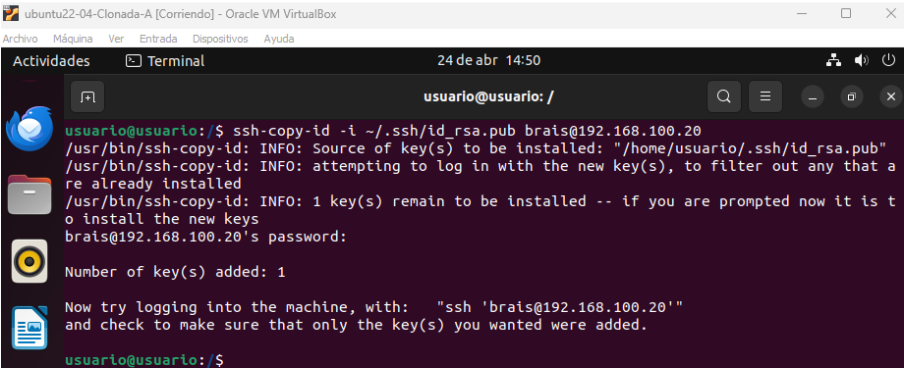 ubuntu22-04-Clonada-A [Corriendo] - Oracle VM VirtualBox
Archivo Máquina Ver Entrada Dispositivos Ayuda
Actividades Terminal 24 de abr 14:50
usuario@usuario: /
usuario@usuario:/$ ssh-copy-id -i ~/.ssh/id_rsa.pub brais@192.168.100.20
/usr/bin/ssh-copy-id: INFO: Source of key(s) to be installed: "/home/usuario/.ssh/id_rsa.pub"
/usr/bin/ssh-copy-id: INFO: attempting to log in with the new key(s), to filter out any that a
re already installed
/usr/bin/ssh-copy-id: INFO: 1 key(s) remain to be installed -- if you are prompted now it is t
o install the new keys
brais@192.168.100.20's password:
Number of key(s) added: 1
Now try logging into the machine, with:   "ssh 'brais@192.168.100.20'"
and check to make sure that only the key(s) you wanted were added.
usuario@usuario:/$